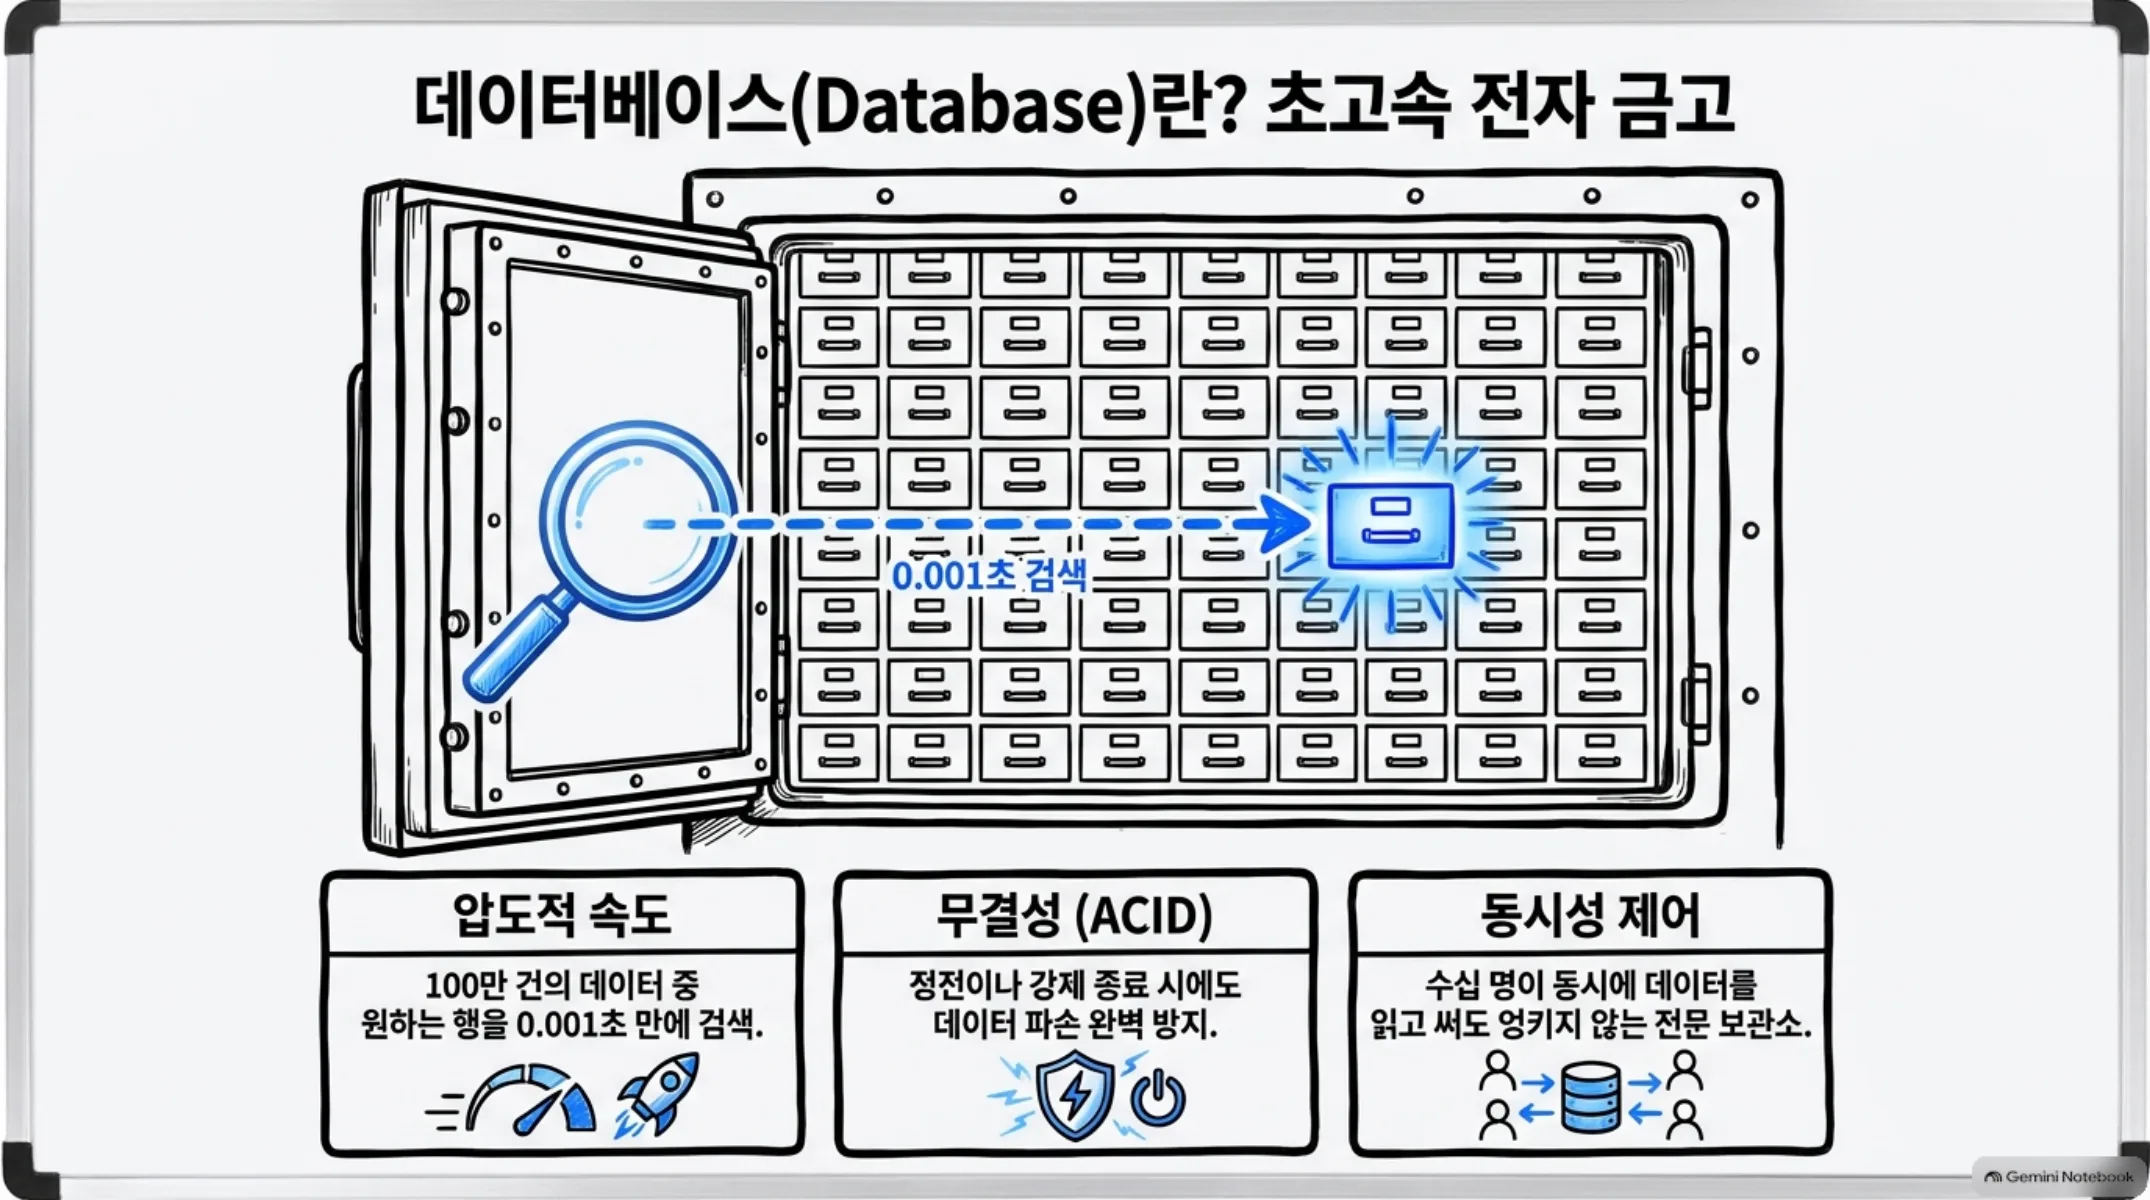 데이터베이스(Database)란? 초고속 전자 금고
0.001초 검색
압도적 속도
100만 건의 데이터 중
원하는 행을 0.001초 만에 검색.
무결성 (ACID)
정전이나 강제 종료 시에도
데이터 파손 완벽 방지.
동시성 제어
수십 명이 동시에 데이터를
읽고 써도 엉키지 않는 전문 보관소.
Gemini Notebook